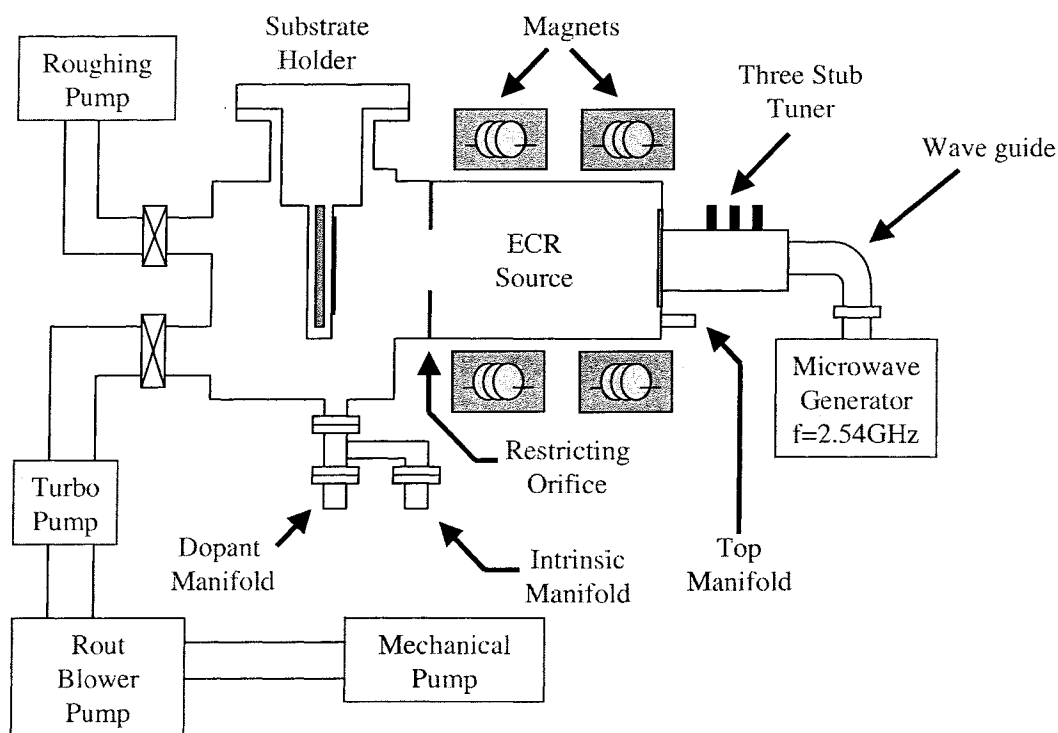 Substrate
Holder
Magnets
Roughing
Pump
Three Stub
Tuner
Wave guide
ECR
Source
Microwave
Generator
f=2.54GHz
Restricting
Orifice
Turbo
Pump
Dopant
Manifold
Intrinsic
Manifold
Top
Manifold
Rout
Blower
Pump
Mechanical
Pump